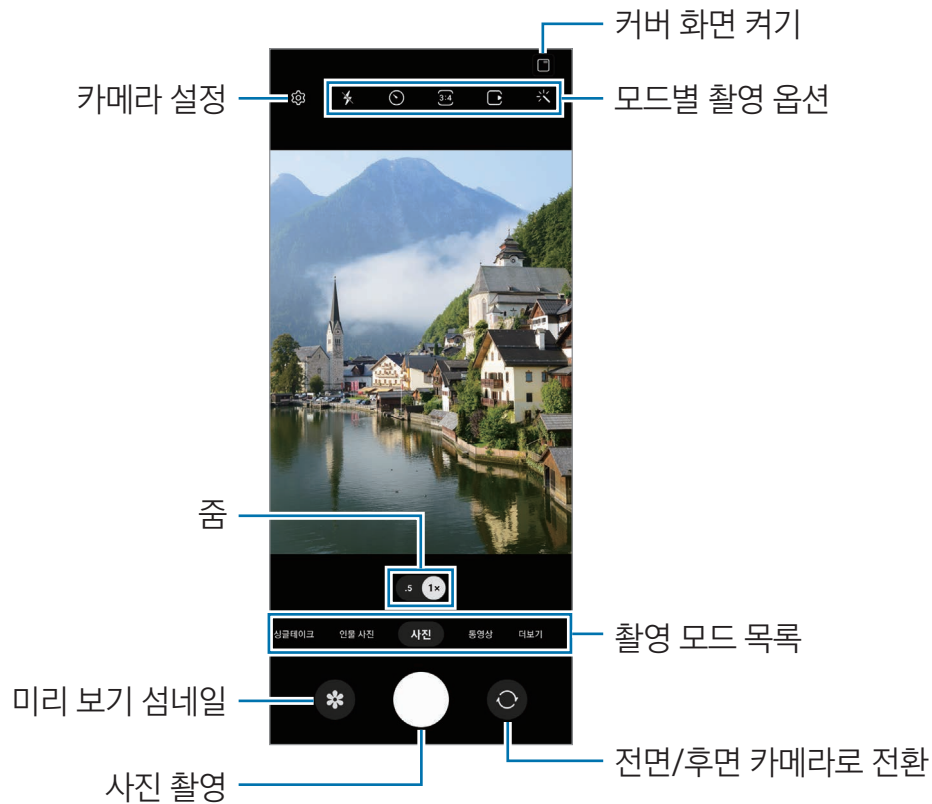 커버 화면 켜기
카메라 설정
3:4
모드별 촬영 옵션
줌
.5 1×
싱글테이크 인물 사진 사진 동영상 더보기
촬영 모드 목록
미리 보기 섬네일
전면/후면 카메라로 전환
사진 촬영